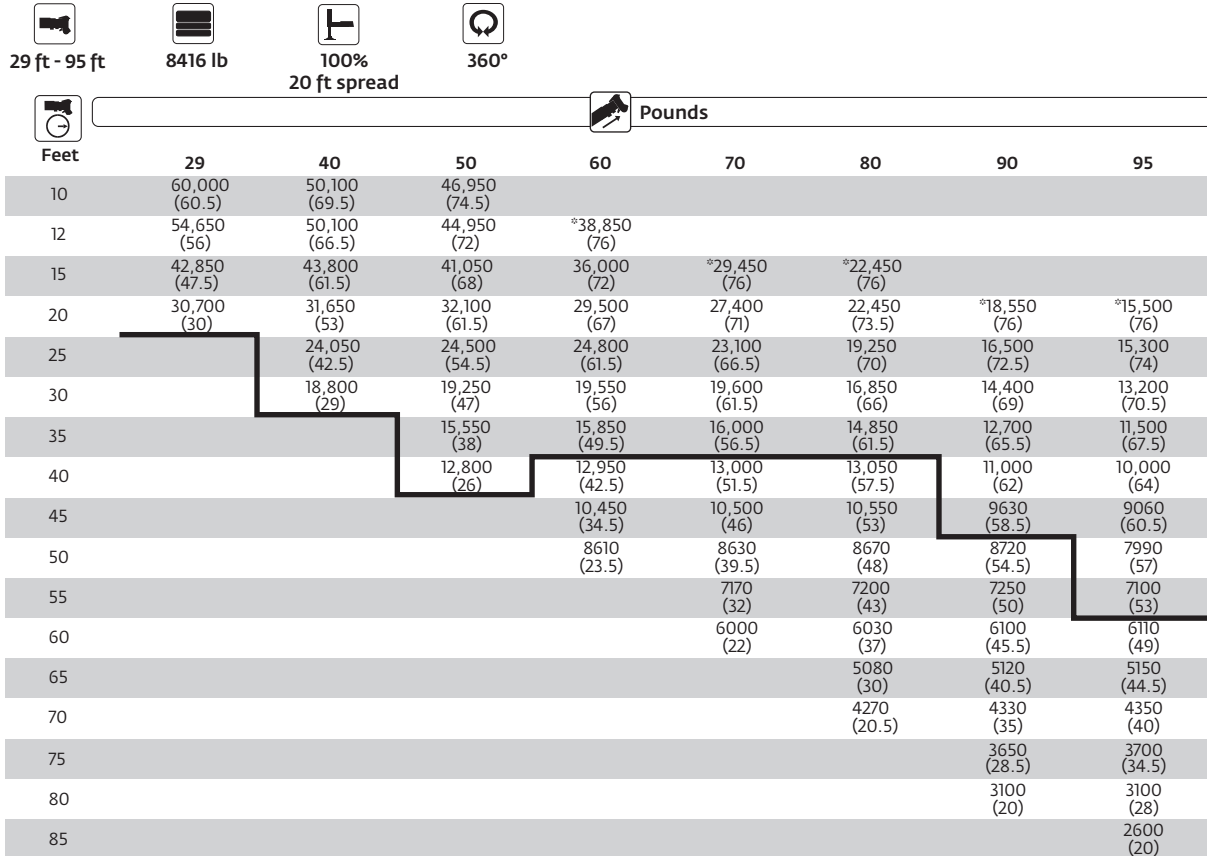 29 ft - 95 ft 8416 lb 100% 360°
20 ft spread
Pounds
Feet 29 40 50 60 70 80 90 95
10 60,000 50,100 46,950
(60.5) (69.5) (74.5)
12 54,650 50,100 44,950 *38,850
(56) (66.5) (72) (76)
15 42,850 43,800 41,050 36,000 *29,450 *22,450
(47.5) (61.5) (68) (72) (76) (76)
20 30,700 31,650 32,100 29,500 27,400 22,450 *18,550 *15,500
(30) (53) (61.5) (67) (71) (73.5) (76) (76)
25 24,050 24,500 24,800 23,100 19,250 16,500 15,300
(42.5) (54.5) (61.5) (66.5) (70) (72.5) (74)
30 18,800 19,250 19,550 19,600 16,850 14,400 13,200
(29) (47) (56) (61.5) (66) (69) (70.5)
35 15,550 15,850 16,000 14,850 12,700 11,500
(38) (49.5) (56.5) (61.5) (65.5) (67.5)
40 12,800 12,950 13,000 13,050 11,000 10,000
(26) (42.5) (51.5) (57.5) (62) (64)
45 10,450 10,500 10,550 9630 9060
(34.5) (46) (53) (58.5) (60.5)
50 8610 8630 8670 8720 7990
(23.5) (39.5) (48) (54.5) (57)
55 7170 7200 7250 7100
(32) (43) (50) (53)
60 6000 6030 6100 6110
(22) (37) (45.5) (49)
65 5080 5120 5150
(30) (40.5) (44.5)
70 4270 4330 4350
(20.5) (35) (40)
75 3650 3700
(28.5) (34.5)
80 3100 3100
(20) (28)
85 2600
(20)